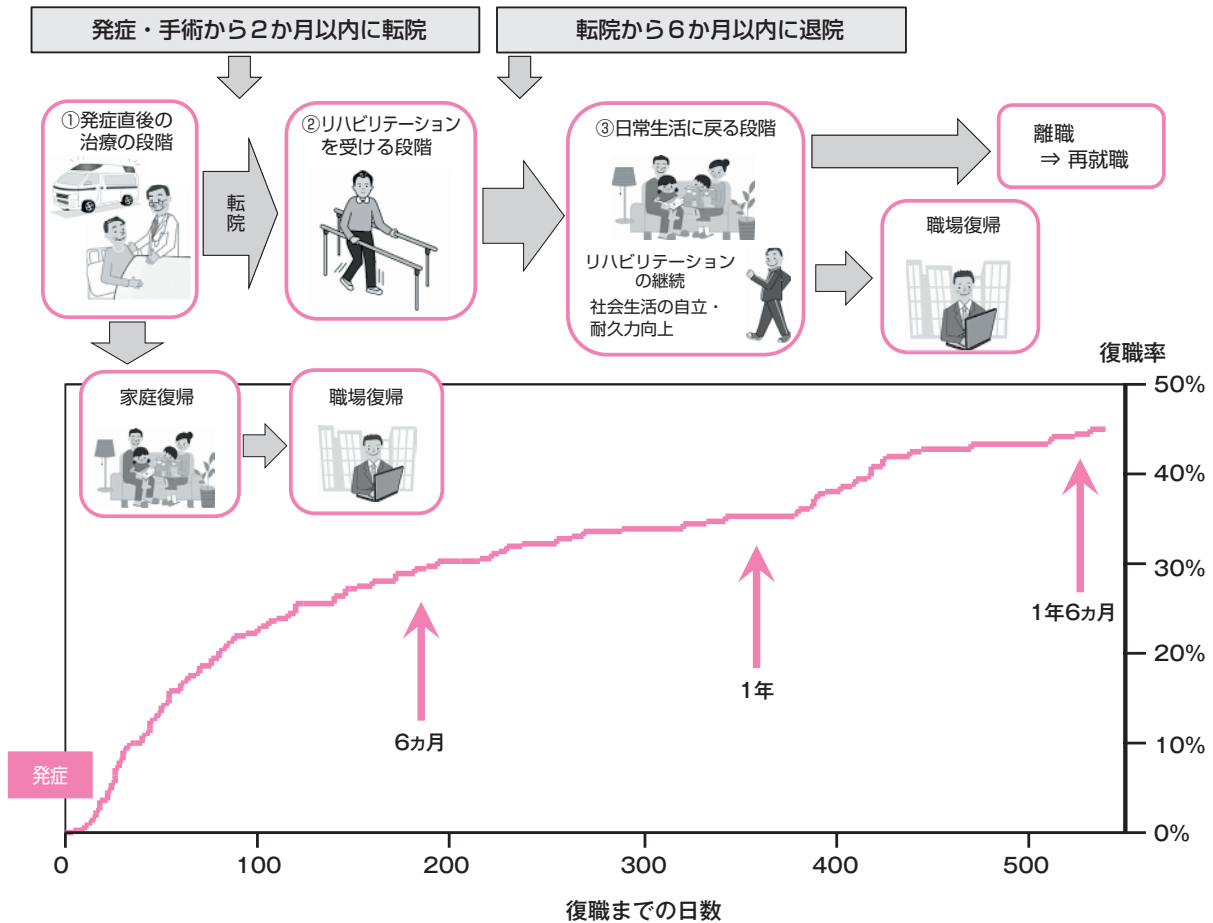 発症・手術から2か月以内に転院
転院から6か月以内に退院
①発症直後の
治療の段階
転院
②リハビリテーション
を受ける段階
③日常生活に戻る段階
リハビリテーション
の継続
社会生活の自立・
耐久力向上
離職
⇒ 再就職
職場復帰
家庭復帰
職場復帰
復職率
50%
40%
30%
20%
10%
0%
6ヵ月
1年
1年6ヵ月
発症
0
100
200
300
400
500
復職までの日数